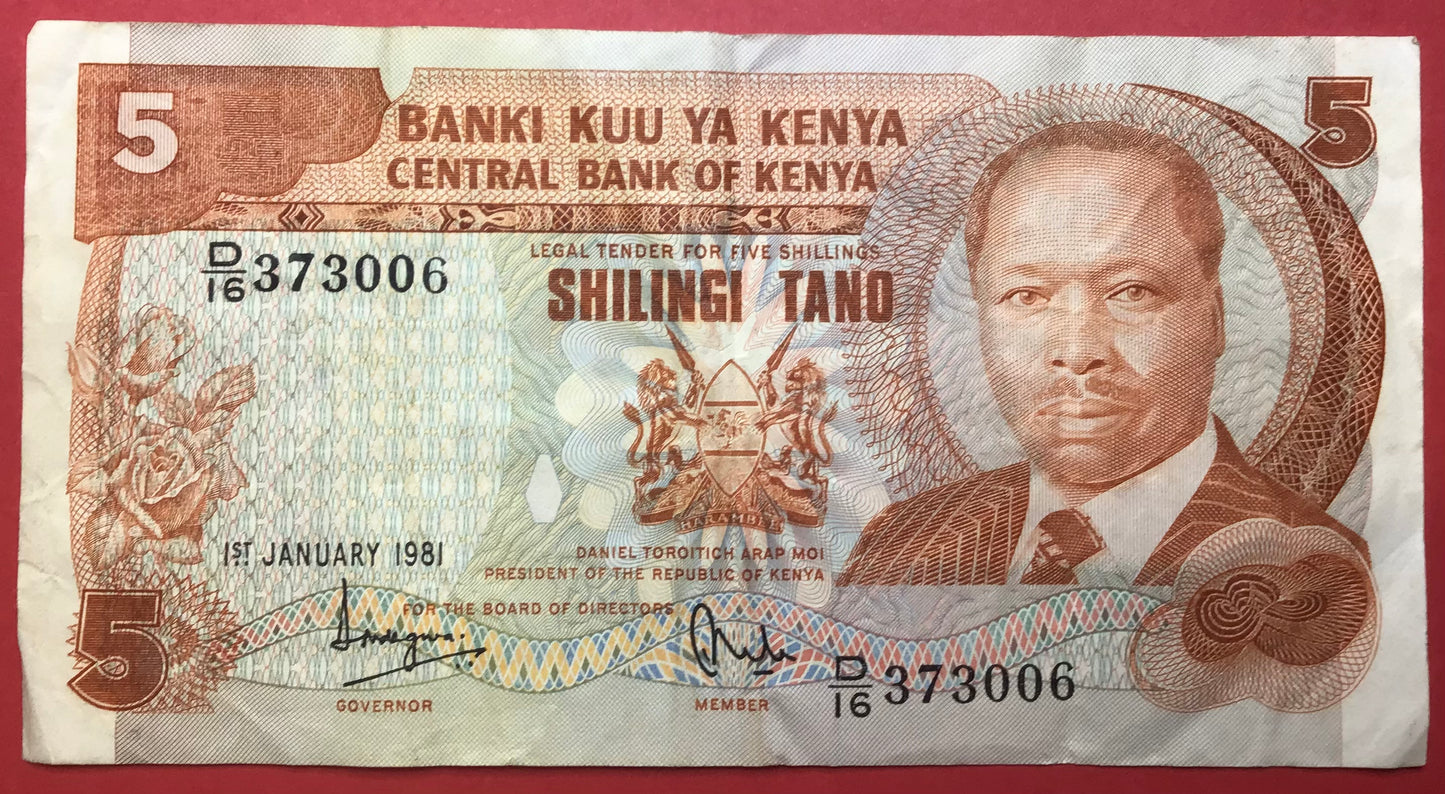 5
5
BANKI KUU YA KENYA
CENTRAL BANK OF KENYA
D/16 373006
LEGAL TENDER FOR FIVE SHILLINGS
SHILINGI TANO
HARAMBEE
1ST JANUARY 1981
DANIEL TOROITICH ARAP MOI
PRESIDENT OF THE REPUBLIC OF KENYA
5
FOR THE BOARD OF DIRECTORS
D/16 373006
GOVERNOR
MEMBER